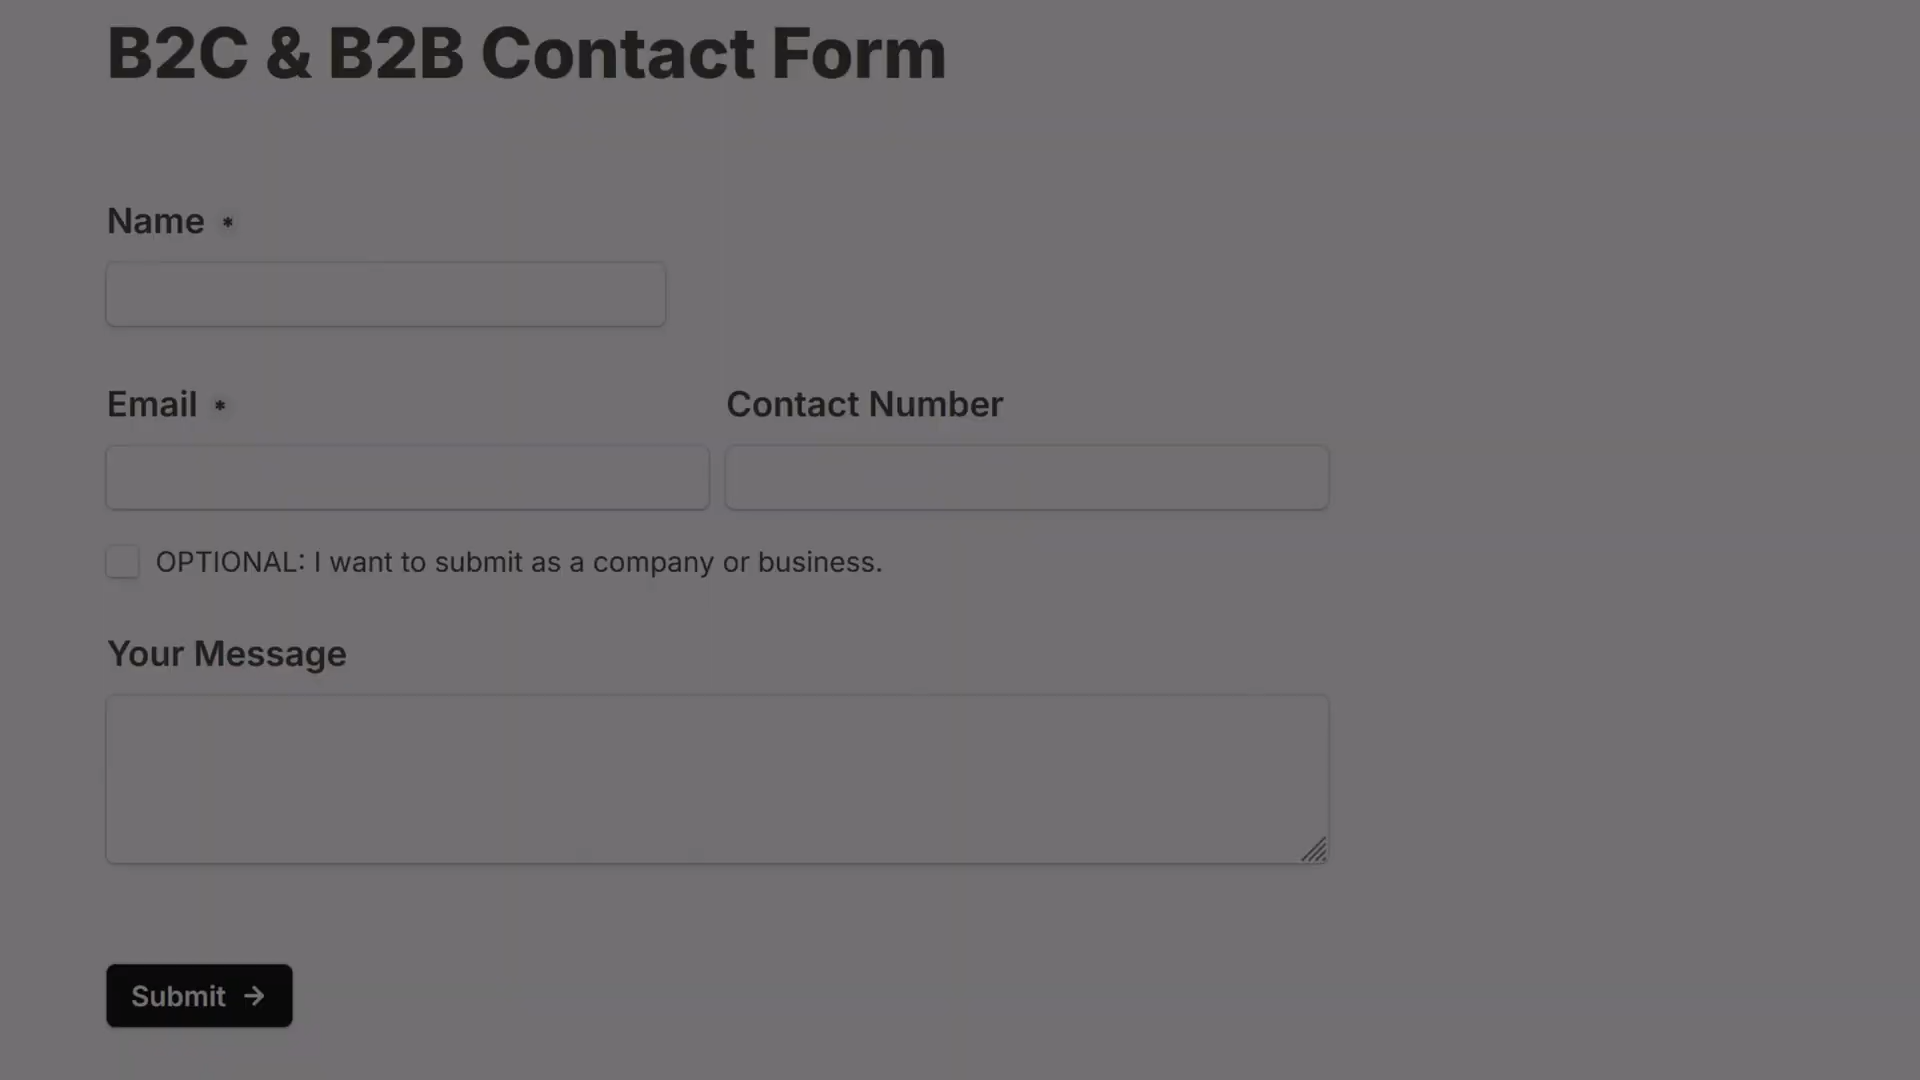 B2C & B2B Contact Form
Name *
Email *
Contact Number
OPTIONAL: I want to submit as a company or business.
Your Message
Submit →